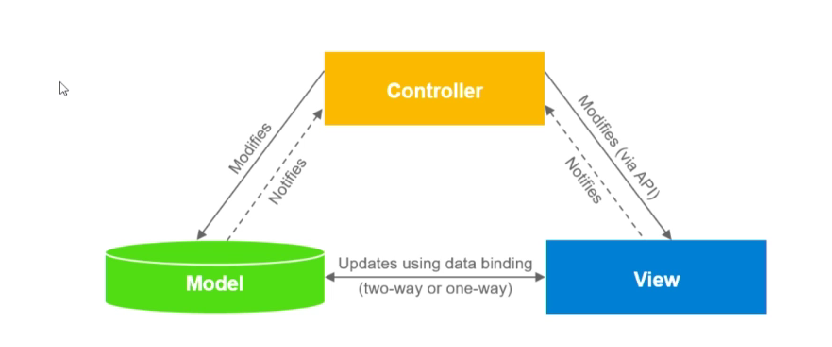 Controller
Modifies
Notifies
Modifies (via API)
Notifies
Updates using data binding
(two-way or one-way)
Model
View